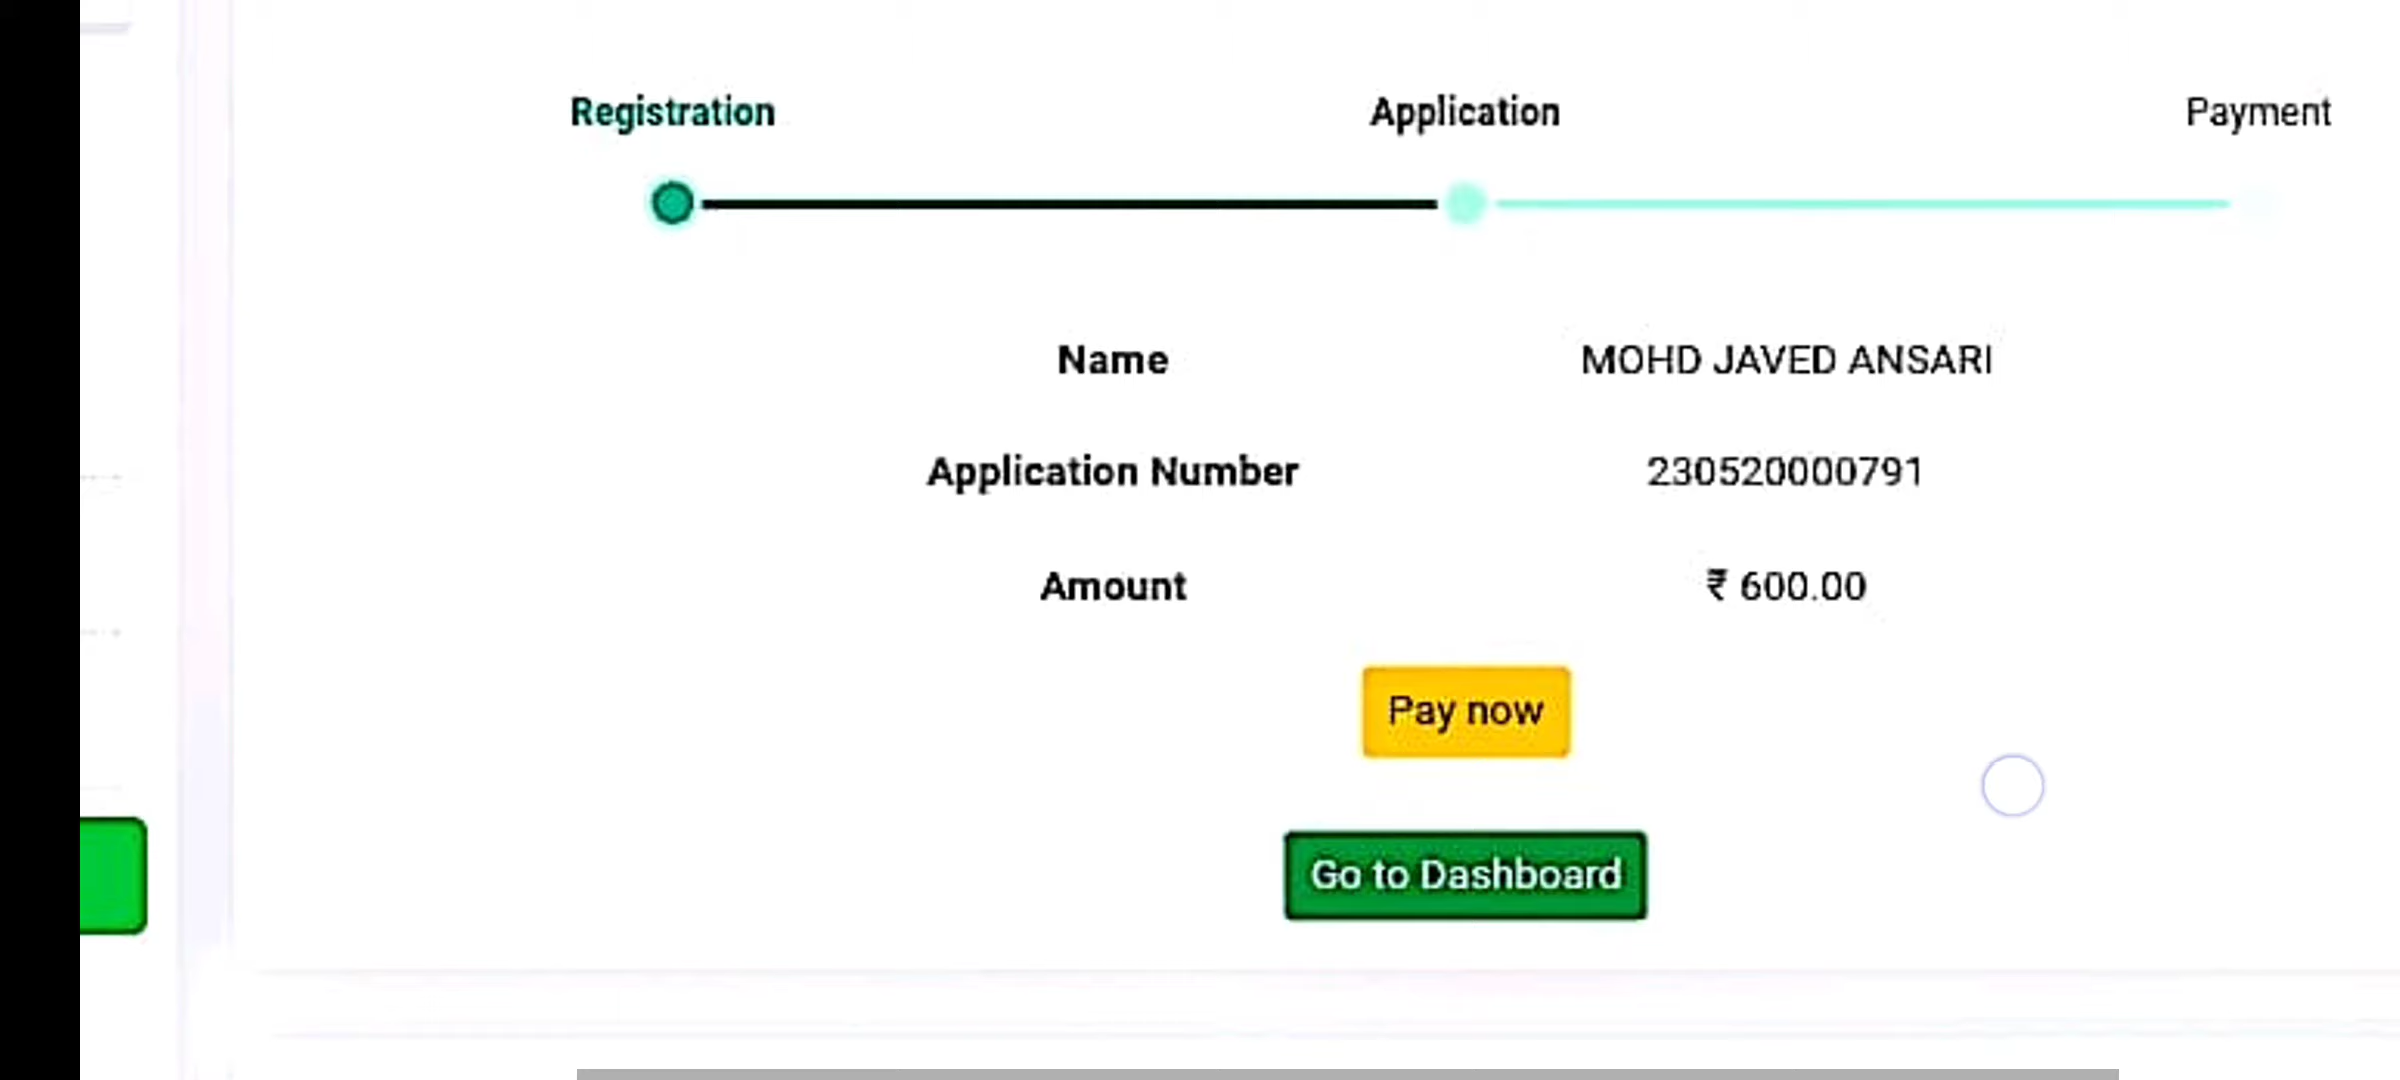 Registration Application Payment
Name MOHD JAVED ANSARI
Application Number 230520000791
Amount ₹ 600.00
Pay now
Go to Dashboard